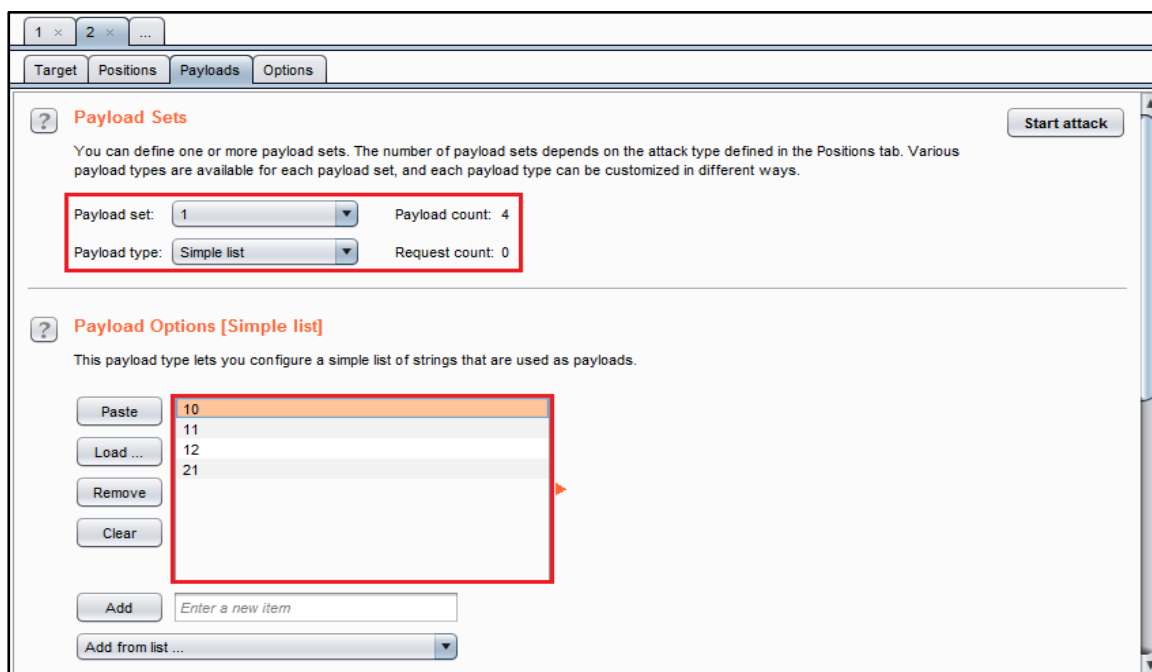 1 × 2 × ...
Target Positions Payloads Options
? Payload Sets Start attack
You can define one or more payload sets. The number of payload sets depends on the attack type defined in the Positions tab. Various
payload types are available for each payload set, and each payload type can be customized in different ways.
Payload set: 1 Payload count: 4
Payload type: Simple list Request count: 0
? Payload Options [Simple list]
This payload type lets you configure a simple list of strings that are used as payloads.
Paste
Load ...
Remove
Clear
10
11
12
21
Add Enter a new item
Add from list ...